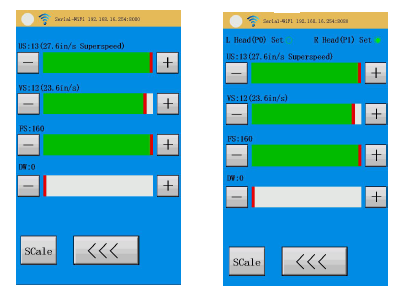 Serial-WIFI 192.168.16.254:8080
US:13(27.6in/s Superspeed)
VS:12(23.6in/s)
FS:160
DW:0
SCale
<<<
Serial-WIFI 192.168.16.254:8080
L Head(P0) Set
R Head(P1) Set
US:13(27.6in/s Superspeed)
VS:12(23.6in/s)
FS:160
DW:0
SCale
<<<